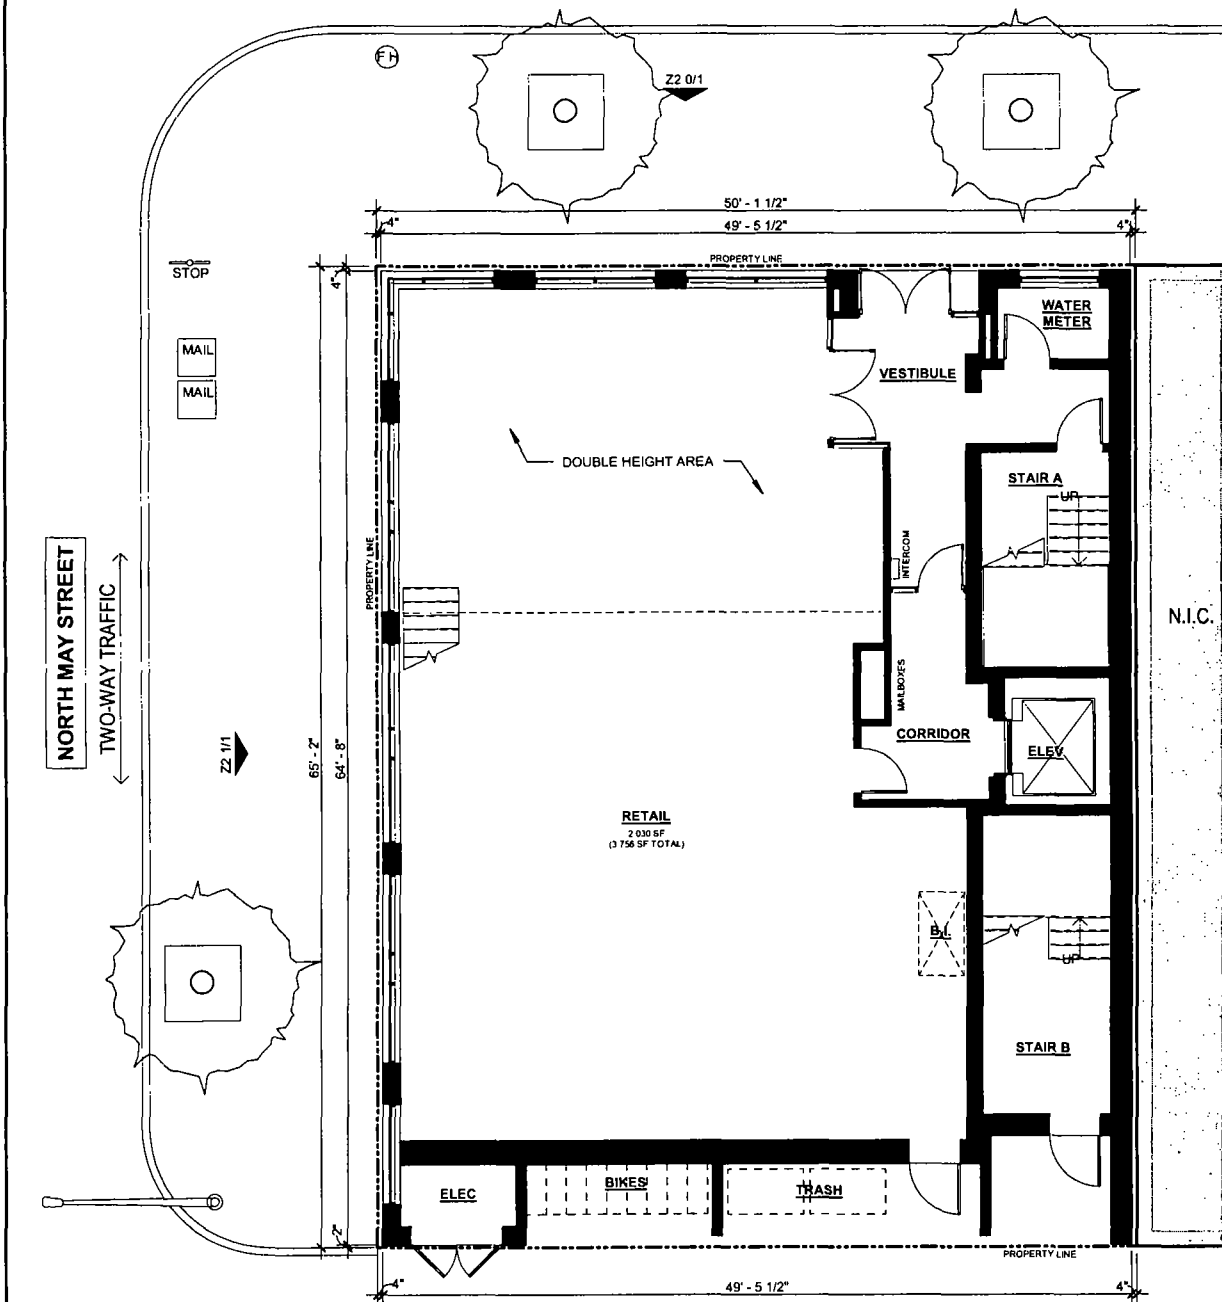 FH
Z2 0/1
50' - 1 1/2"
4"
49' - 5 1/2"
4"
PROPERTY LINE
STOP
4"
WATER
METER
MAIL
MAIL
VESTIBULE
DOUBLE HEIGHT AREA
STAIR A
UP
INTERCOM
PROPERTY LINE
NORTH MAY STREET
TWO-WAY TRAFFIC
N.I.C.
MAILBOXES
CORRIDOR
ELEV
Z2 1/1
65' - 2"
64' - 8"
RETAIL
2 030 SF
(3 756 SF TOTAL)
B.I.
UP
STAIR B
ELEC
BIKES
TRASH
2"
PROPERTY LINE
4"
49' - 5 1/2"
4"